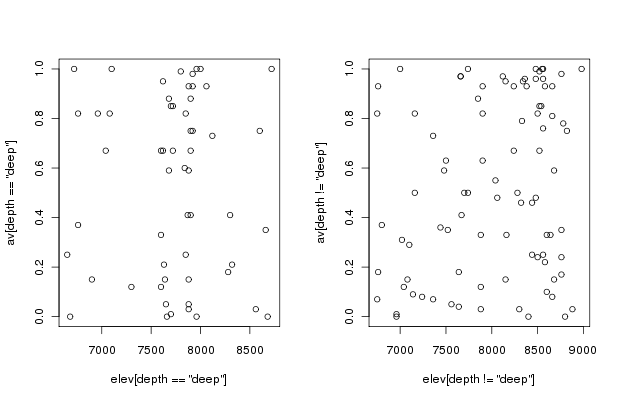 av[depth == "deep"]
0.0 0.2 0.4 0.6 0.8 1.0
7000 7500 8000 8500
elev[depth == "deep"]
av[depth != "deep"]
0.0 0.2 0.4 0.6 0.8 1.0
7000 7500 8000 8500 9000
elev[depth != "deep"]